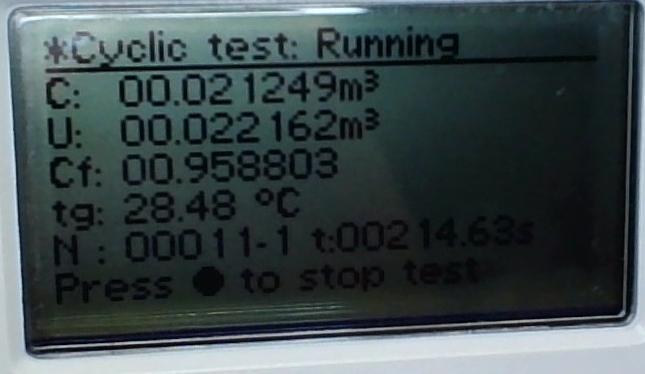 *Cyclic test: Running
C: 00.021249m³
U: 00.022162m³
Cf: 00.958803
tg: 28.48 °C
N : 00011-1 t:00214.63s
Press ● to stop test